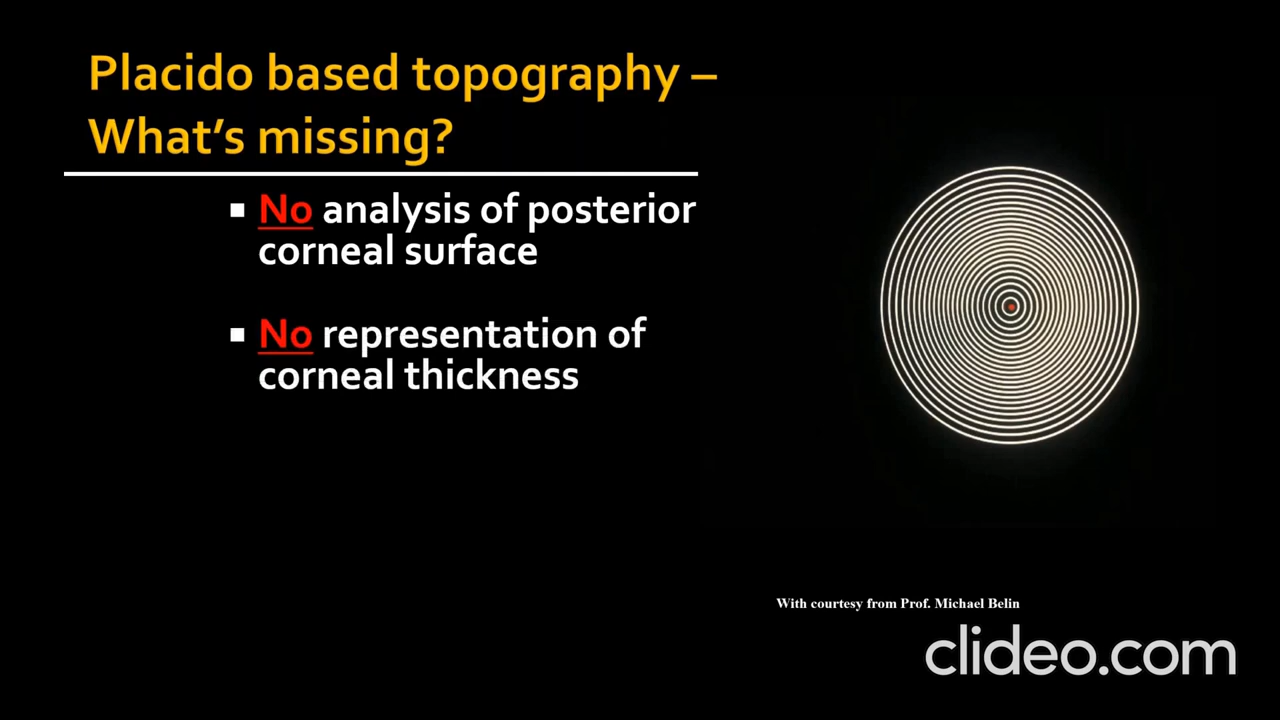 Placido based topography –
What's missing?
▪ No analysis of posterior
corneal surface
▪ No representation of
corneal thickness
With courtesy from Prof. Michael Belin
clideo.com